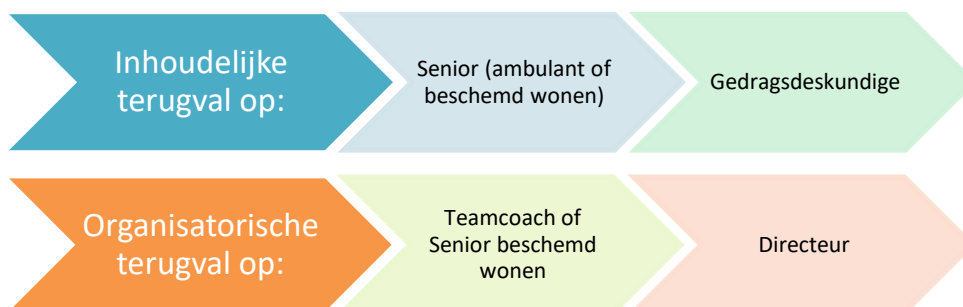 Inhoudelijke
terugval op:
Senior (ambulant of
beschemd wonen)
Gedragsdeskundige
Organisatorische
terugval op:
Teamcoach of
Senior beschemd
wonen
Directeur